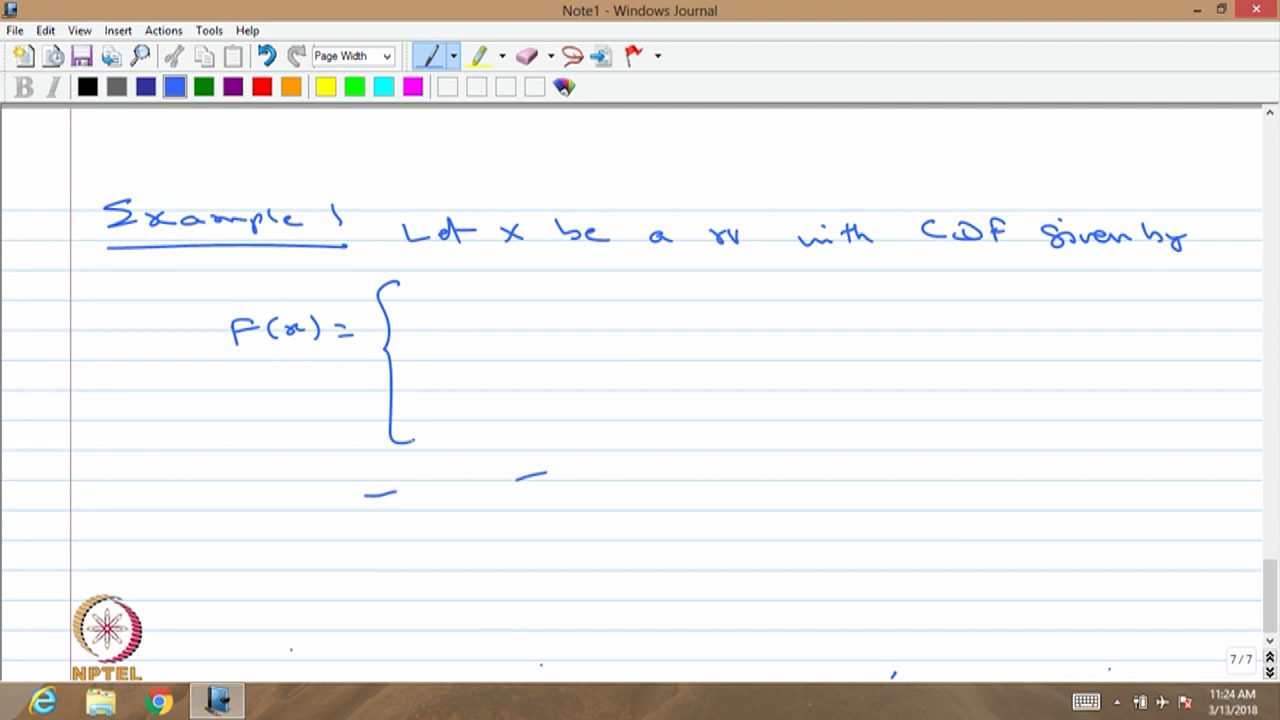 Note1 - Windows Journal
File Edit View Insert Actions Tools Help
Page Width
B I
Example 1 Let x be a rv with CDF given by
F(x) = {
NPTEL
7/7
11:24 AM
3/13/2018